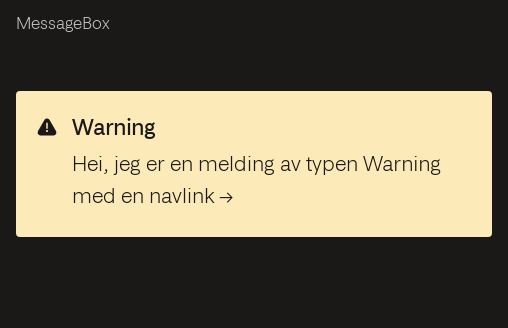 MessageBox
Warning
Hei, jeg er en melding av typen Warning
med en navlink →